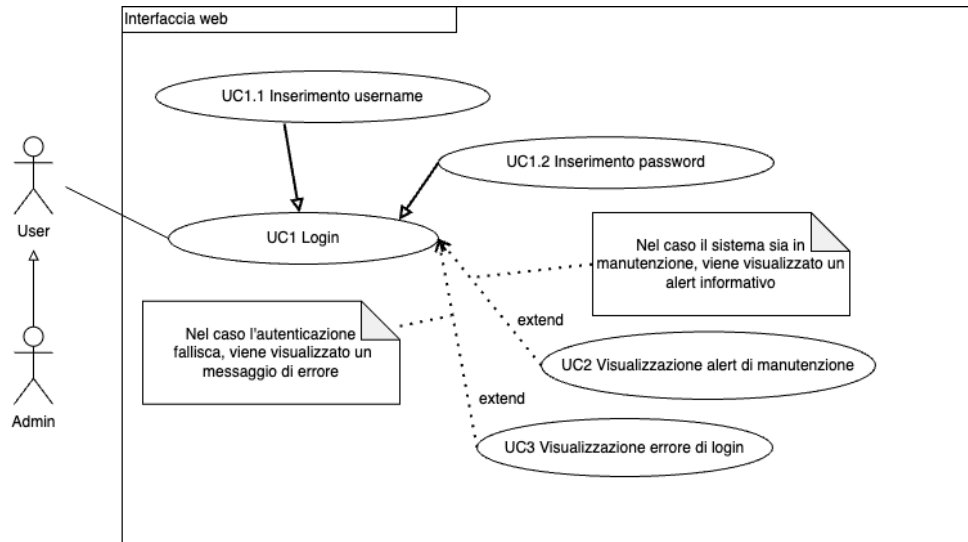 Interfaccia web
UC1.1 Inserimento username
UC1.2 Inserimento password
User
UC1 Login
Nel caso il sistema sia in
manutenzione, viene visualizzato un
alert informativo
extend
Nel caso l'autenticazione
fallisca, viene visualizzato un
messaggio di errore
UC2 Visualizzazione alert di manutenzione
extend
Admin
UC3 Visualizzazione errore di login